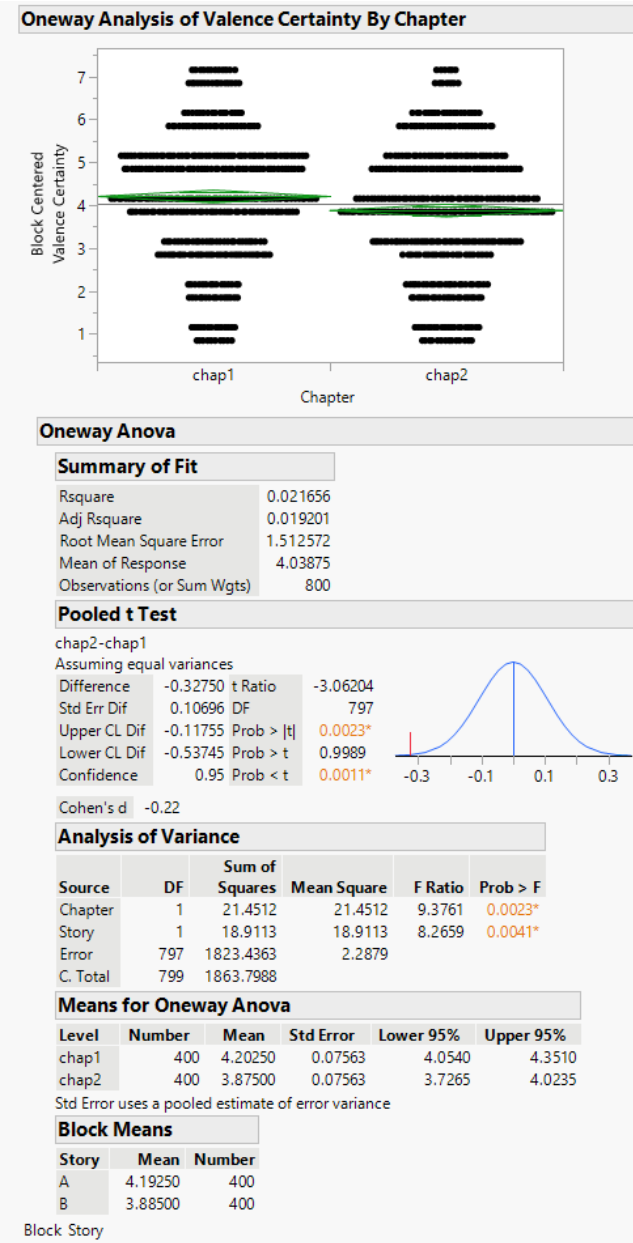 Oneway Analysis of Valence Certainty By Chapter
Block Centered
Valence Certainty
7
6
5
4
3
2
1
chap1 chap2
Chapter
Oneway Anova
Summary of Fit
Rsquare 0.021656
Adj Rsquare 0.019201
Root Mean Square Error 1.512572
Mean of Response 4.03875
Observations (or Sum Wgts) 800
Pooled t Test
chap2-chap1
Assuming equal variances
Difference -0.32750 t Ratio -3.06204
Std Err Dif 0.10696 DF 797
Upper CL Dif -0.11755 Prob > |t| 0.0023*
Lower CL Dif -0.53745 Prob > t 0.9989
Confidence 0.95 Prob < t 0.0011*
-0.3 -0.1 0.1 0.3
Cohen's d -0.22
Analysis of Variance
Source DF Sum of Squares Mean Square F Ratio Prob > F
Chapter 1 21.4512 21.4512 9.3761 0.0023*
Story 1 18.9113 18.9113 8.2659 0.0041*
Error 797 1823.4363 2.2879
C. Total 799 1863.7988
Means for Oneway Anova
Level Number Mean Std Error Lower 95% Upper 95%
chap1 400 4.20250 0.07563 4.0540 4.3510
chap2 400 3.87500 0.07563 3.7265 4.0235
Std Error uses a pooled estimate of error variance
Block Means
Story Mean Number
A 4.19250 400
B 3.88500 400
Block Story